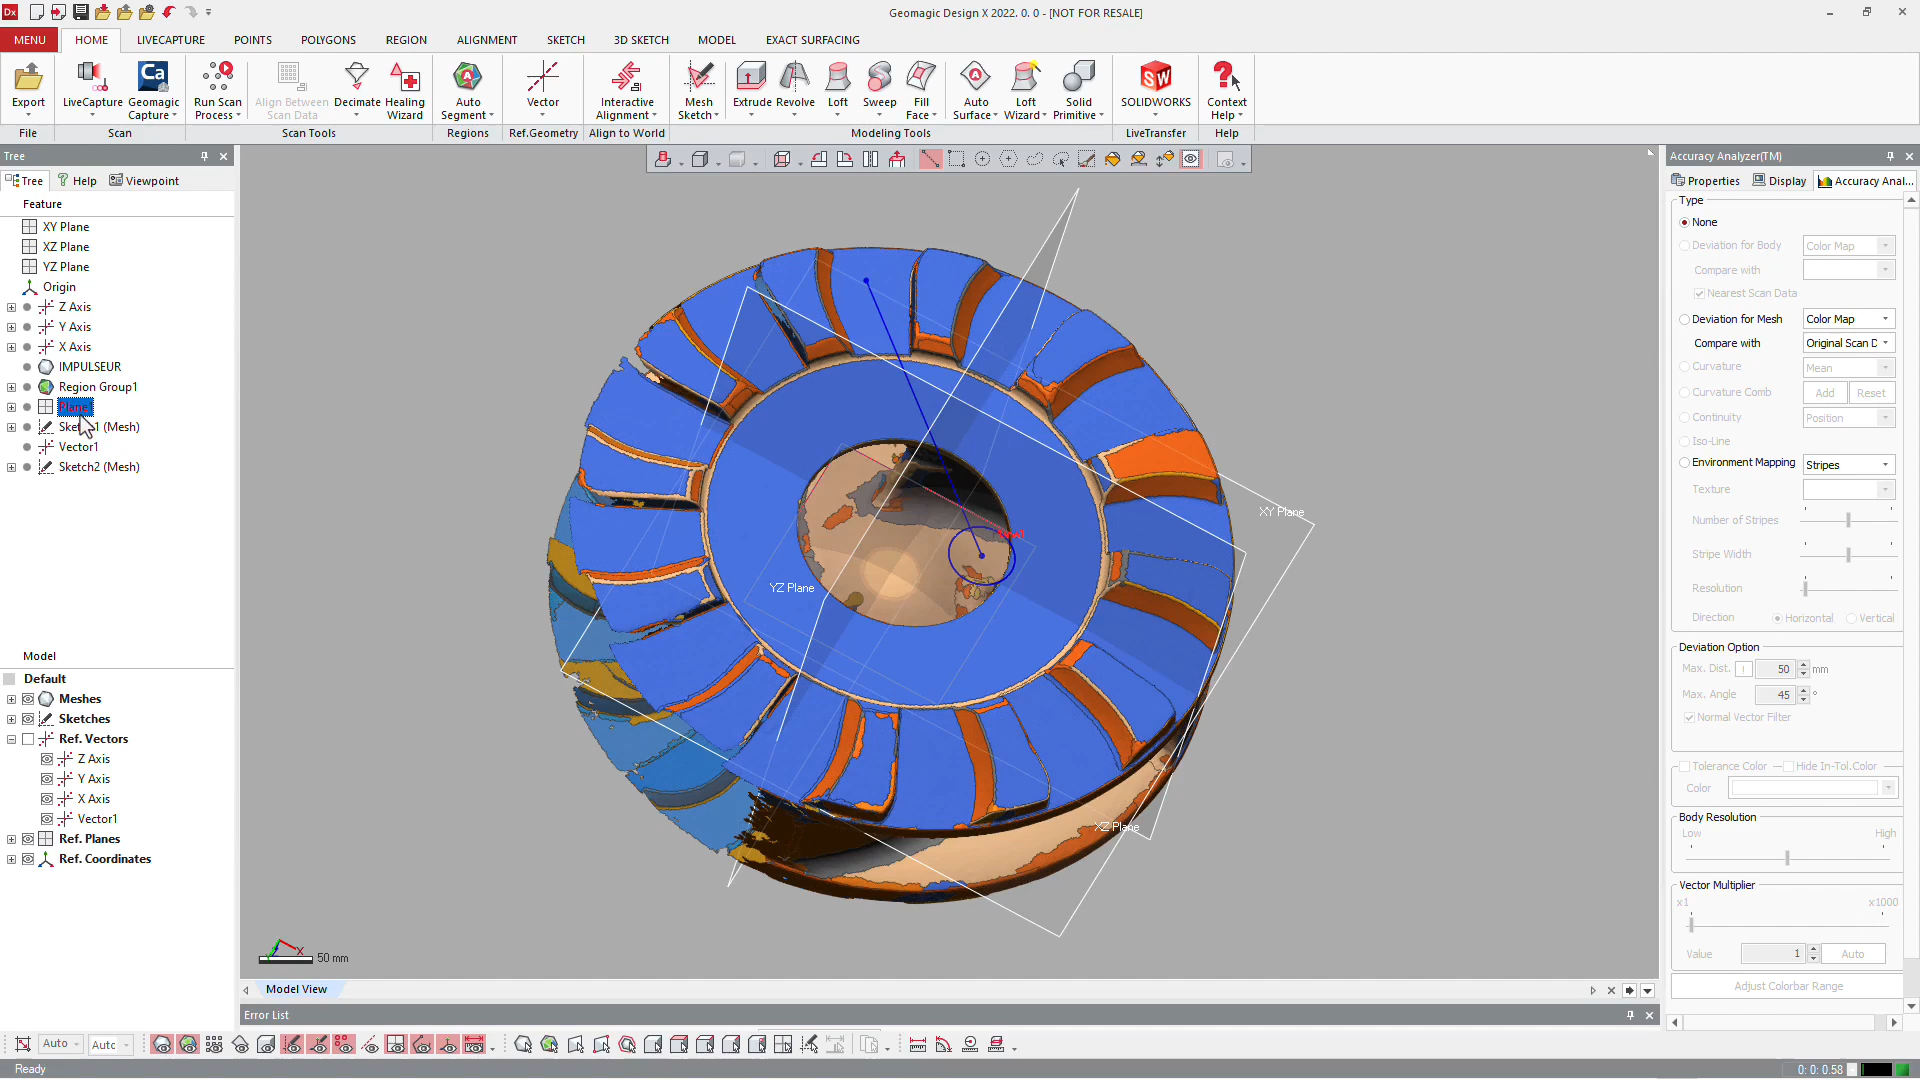 Geomagic Design X 2022. 0. 0 - [NOT FOR RESALE]
MENU HOME LIVECAPTURE POINTS POLYGONS REGION ALIGNMENT SKETCH 3D SKETCH MODEL EXACT SURFACING
Export LiveCapture Geomagic Capture Run Scan Process Align Between Scan Data Decimate Healing Wizard Auto Segment Vector Interactive Alignment Mesh Sketch Extrude Revolve Loft Sweep Fill Face Auto Surface Loft Wizard Solid Primitive SOLIDWORKS Context Help
File Scan Scan Tools Regions Ref.Geometry Align to World Modeling Tools LiveTransfer Help
Tree
Tree Help Viewpoint
Feature
XY Plane
XZ Plane
YZ Plane
Origin
Z Axis
Y Axis
X Axis
IMPULSEUR
Region Group1
Sketch1 (Mesh)
Vector1
Sketch2 (Mesh)
Model
Default
Meshes
Sketches
Ref. Vectors
Z Axis
Y Axis
X Axis
Vector1
Ref. Planes
Ref. Coordinates
XY Plane
YZ Plane
XZ Plane
X
50 mm
Model View
Error List
Auto Auto
Ready
0: 0: 0.58
Accuracy Analyzer(TM)
Properties Display Accuracy Anal...
Type
None
Deviation for Body Color Map
Compare with
Nearest Scan Data
Deviation for Mesh Color Map
Compare with Original Scan D
Curvature Mean
Curvature Comb Add Reset
Continuity Position
Iso-Line
Environment Mapping Stripes
Texture
Number of Stripes
Stripe Width
Resolution
Direction Horizontal Vertical
Deviation Option
Max. Dist. 50 mm
Max. Angle 45 °
Normal Vector Filter
Tolerance Color Hide In-Tol.Color
Color
Body Resolution
Low High
Vector Multiplier
x1 x1000
Value 1 Auto
Adjust Colorbar Range